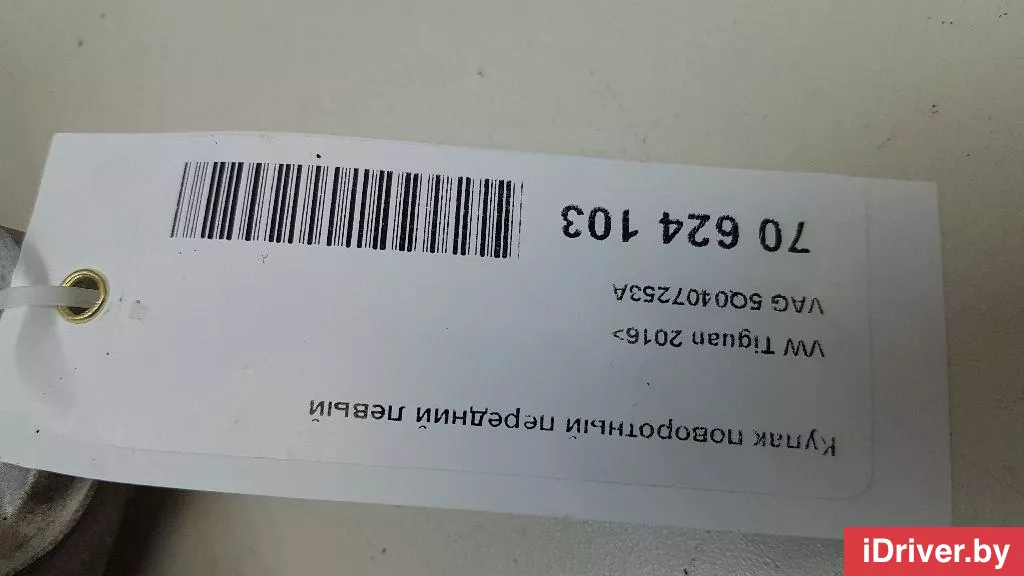 Кулак поворотный передний левый
VW Tiguan 2016>
VAG 5Q0407253A
70 624 103
iDriver.by